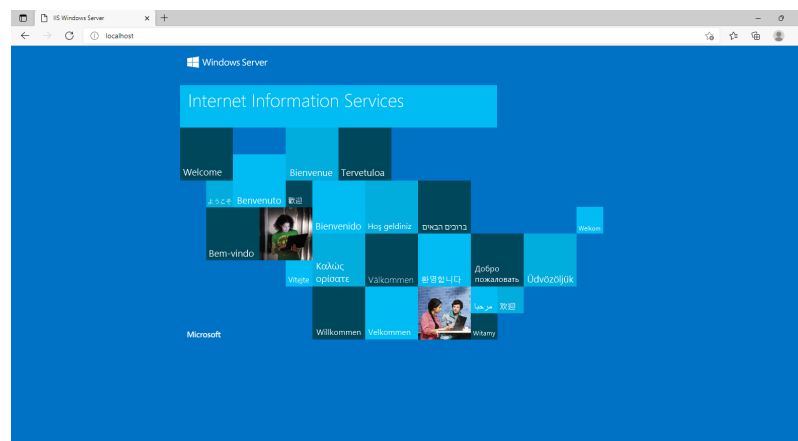 IIS Windows Server
localhost
Windows Server
Internet Information Services
Welcome
Bienvenue
Tervetuloa
ようこそ
Benvenuto
歡迎
Bienvenido
Hoş geldiniz
ברוכים הבאים
Welkom
Bem-vindo
Vítejte
Καλώς
ορίσατε
Välkommen
환영합니다
Добро
пожаловать
Üdvözöljük
مرحبا
欢迎
Microsoft
Willkommen
Velkommen
Witamy